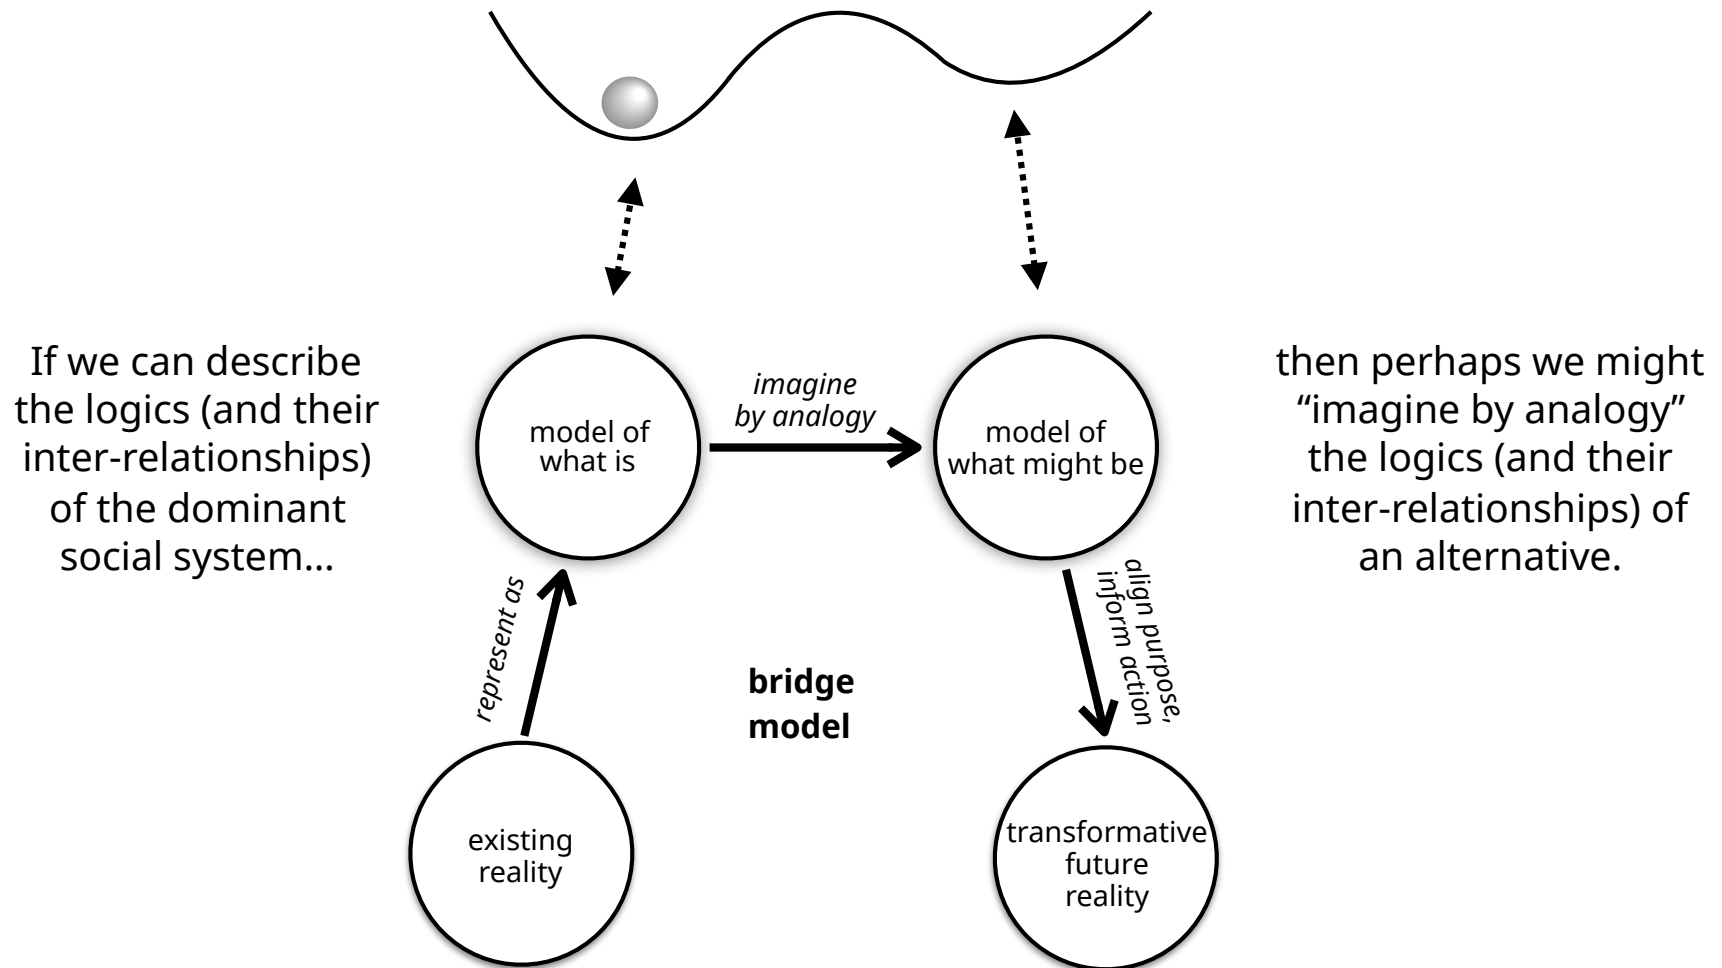 If we can describe
the logics (and their
inter-relationships)
of the dominant
social system...
model of
what is
imagine
by analogy
model of
what might be
then perhaps we might
“imagine by analogy”
the logics (and their
inter-relationships) of
an alternative.
represent as
align purpose,
inform action
bridge
model
existing
reality
transformative
future
reality